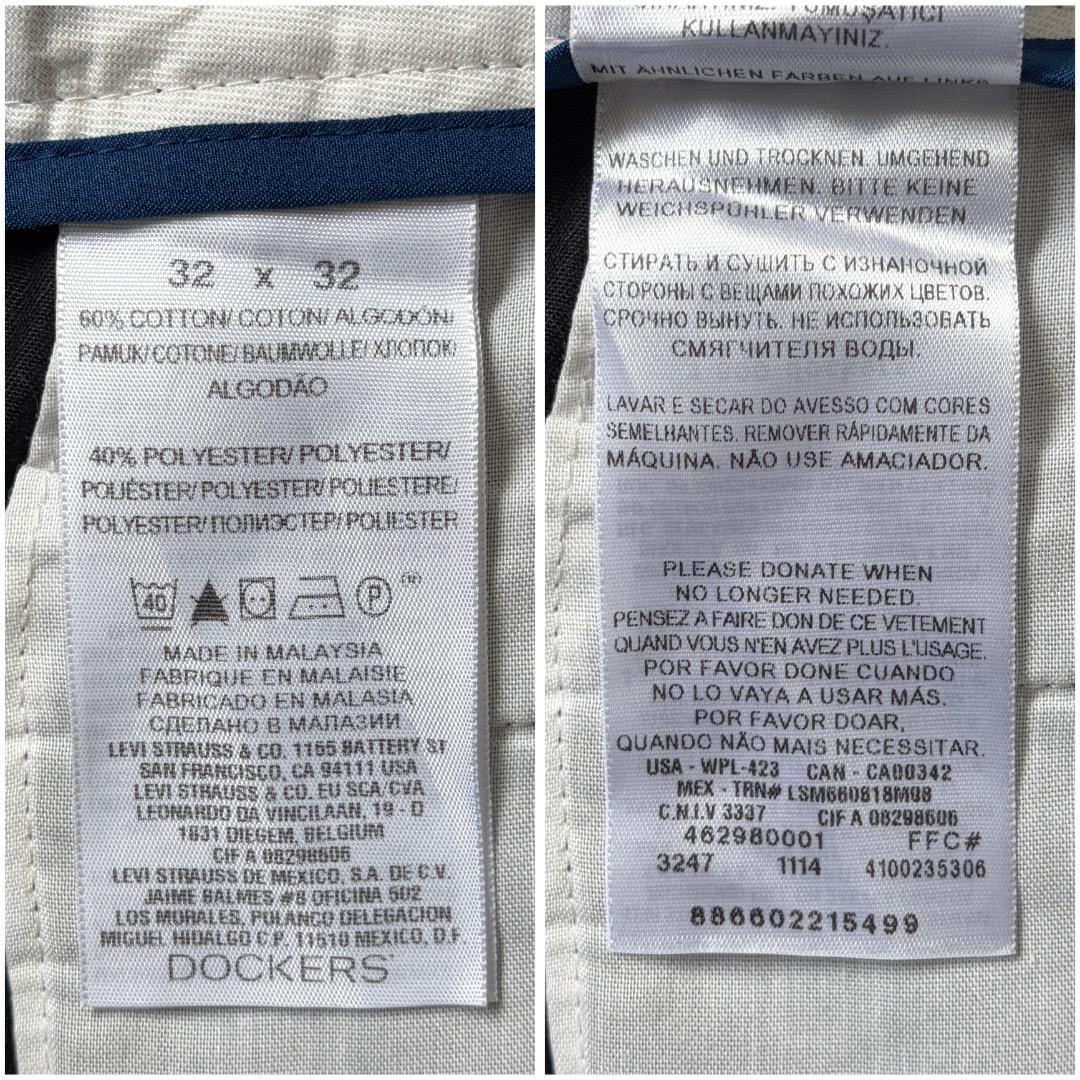 32 x 32
60% COTTON/ COTON/ ALGODÓN/
PAMUK/ COTONE/ BAUMWOLLE/ ХЛОПОК/
ALGODÃO
40% POLYESTER/ POLYESTER/
POLIÉSTER/ POLYESTER/ POLIESTERE/
POLYESTER/ ПОЛИЭСТЕР/ POLIESTER
40 P ™
MADE IN MALAYSIA
FABRIQUE EN MALAISIE
FABRICADO EN MALASIA
СДЕЛАНО В МАЛАЗИИ
LEVI STRAUSS & CO. 1155 BATTERY ST
SAN FRANCISCO, CA 94111 USA
LEVI STRAUSS & CO. EU SCA/CVA
LEONARDO DA VINCILAAN, 19 - D
1831 DIEGEM, BELGIUM
CIF A 08298606
LEVI STRAUSS DE MEXICO, S.A. DE C.V.
JAIME BALMES #8 OFICINA 502
LOS MORALES, POLANCO DELEGACION
MIGUEL HIDALGO C.P. 11510 MEXICO, D.F.
DOCKERS
YUMUŞATICI
KULLANMAYINIZ.
MIT ÄHNLICHEN FARBEN AUF LINKS
WASCHEN UND TROCKNEN. UMGEHEND
HERAUSNEHMEN. BITTE KEINE
WEICHSPÜHLER VERWENDEN
СТИРАТЬ И СУШИТЬ С ИЗНАНОЧНОЙ
СТОРОНЫ С ВЕЩАМИ ПОХОЖИХ ЦВЕТОВ.
СРОЧНО ВЫНУТЬ. НЕ ИСПОЛЬЗОВАТЬ
СМЯГЧИТЕЛЯ ВОДЫ.
LAVAR E SECAR DO AVESSO COM CORES
SEMELHANTES. REMOVER RÁPIDAMENTE DA
MÁQUINA. NÃO USE AMACIADOR.
PLEASE DONATE WHEN
NO LONGER NEEDED.
PENSEZ A FAIRE DON DE CE VETEMENT
QUAND VOUS N'EN AVEZ PLUS L'USAGE.
POR FAVOR DONE CUANDO
NO LO VAYA A USAR MÁS.
POR FAVOR DOAR,
QUANDO NÃO MAIS NECESSITAR.
USA - WPL-423 CAN - CA00342
MEX - TRN# LSM660818M98
C.N.I.V 3337 CIF A 08298606
462980001 FFC#
3247 1114 4100235306
886602215499